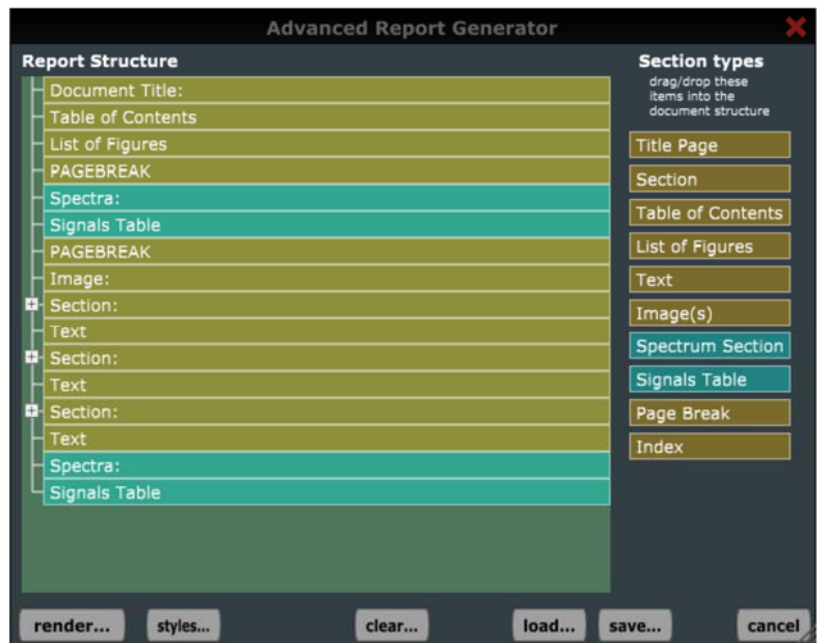 Advanced Report Generator
Report Structure
Document Title:
Table of Contents
List of Figures
PAGEBREAK
Spectra:
Signals Table
PAGEBREAK
Image:
Section:
Text
Section:
Text
Section:
Text
Spectra:
Signals Table
Section types
drag/drop these
items into the
document structure
Title Page
Section
Table of Contents
List of Figures
Text
Image(s)
Spectrum Section
Signals Table
Page Break
Index
render... styles... clear... load... save... cancel